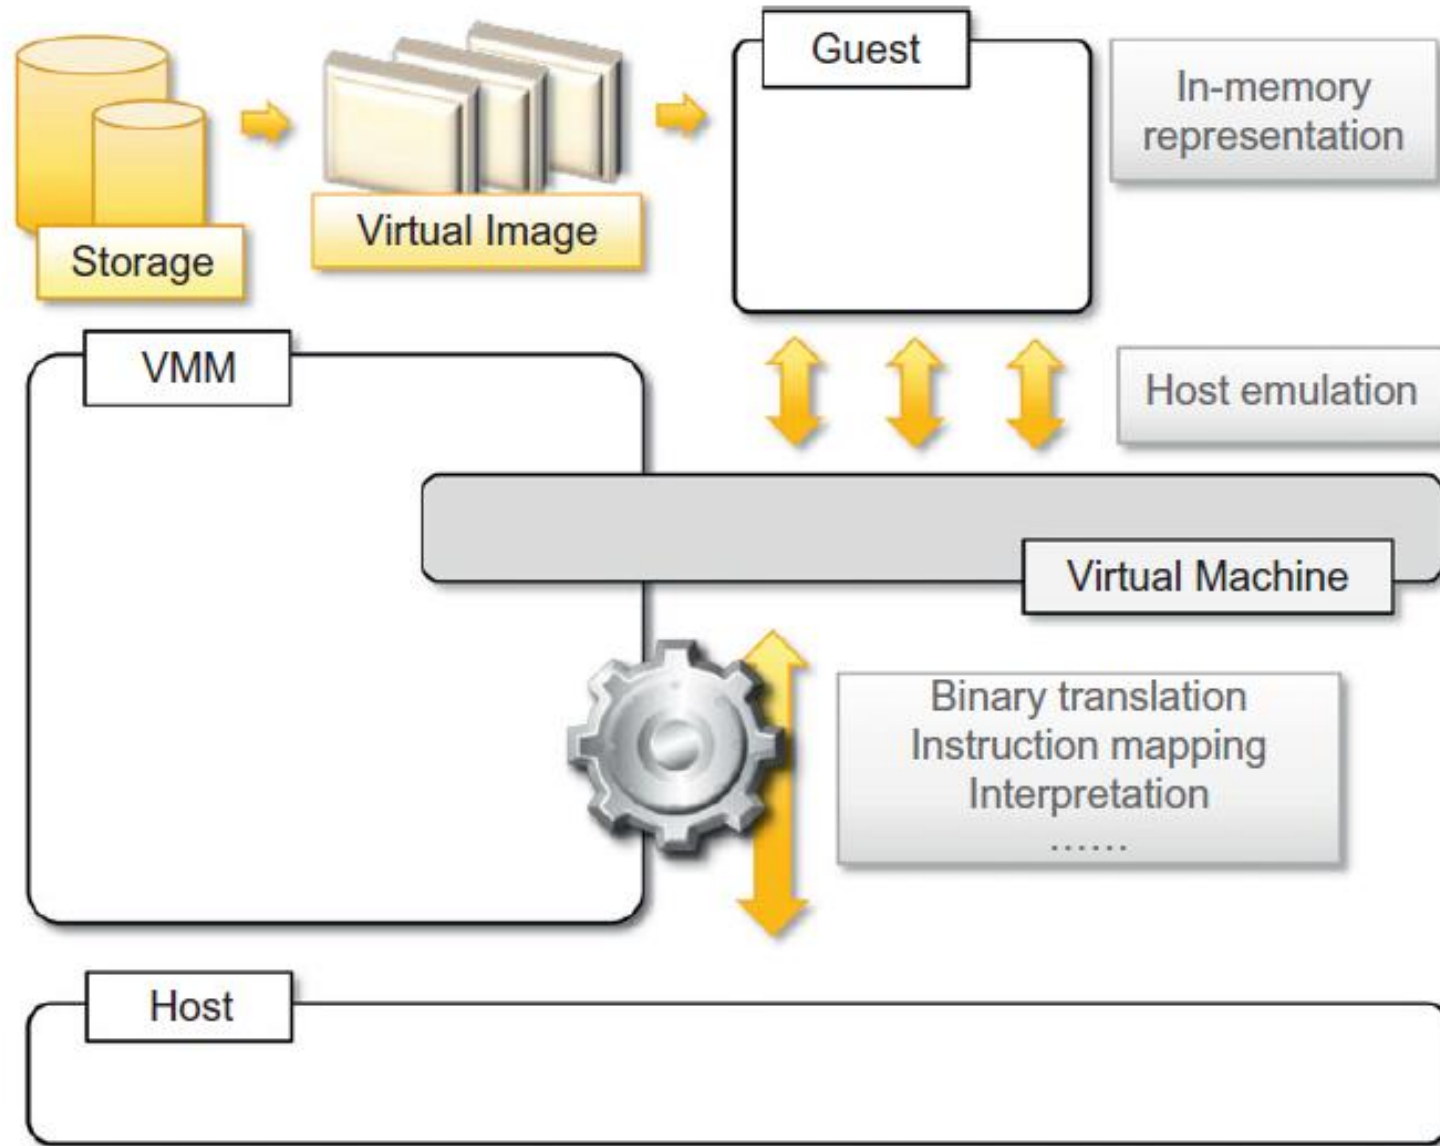 Guest
In-memory
representation
Virtual Image
Storage
VMM
Host emulation
Virtual Machine
Binary translation
Instruction mapping
Interpretation
......
Host